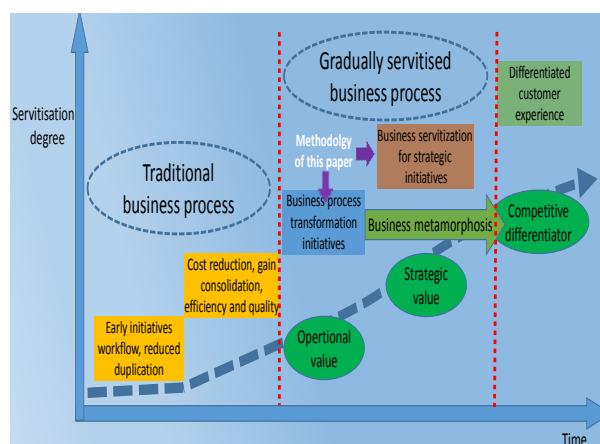 Servitisation
degree
Traditional
business process
Gradually servitised
business process
Differentiated
customer
experience
Methodolgy
of this paper
Business servitization
for strategic
initiatives
Business process
transformation
initiatives
Business metamorphosis
Competitive
differentiator
Cost reduction, gain
consolidation,
efficiency and quality
Strategic
value
Early initiatives
workflow, reduced
duplication
Opertional
value
Time